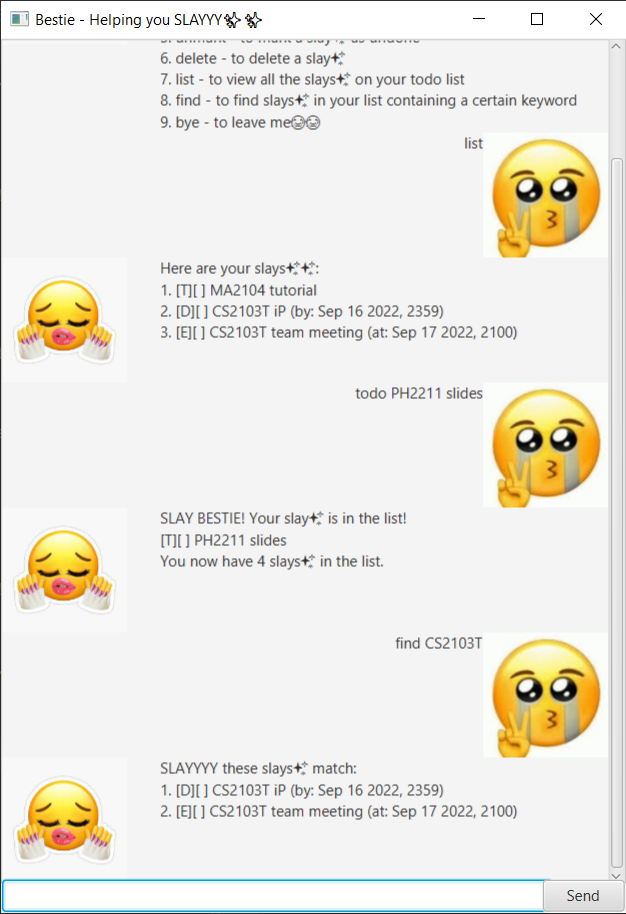 Bestie - Helping you SLAYYY✨✨
5. unmark - to mark a slay✨ as undone
6. delete - to delete a slay✨
7. list - to view all the slays✨ on your todo list
8. find - to find slays✨ in your list containing a certain keyword
9. bye - to leave me😭😭
list
Here are your slays✨✨:
1. [T][ ] MA2104 tutorial
2. [D][ ] CS2103T iP (by: Sep 16 2022, 2359)
3. [E][ ] CS2103T team meeting (at: Sep 17 2022, 2100)
todo PH2211 slides
SLAY BESTIE! Your slay✨ is in the list!
[T][ ] PH2211 slides
You now have 4 slays✨ in the list.
find CS2103T
SLAYYYY these slays✨ match:
1. [D][ ] CS2103T iP (by: Sep 16 2022, 2359)
2. [E][ ] CS2103T team meeting (at: Sep 17 2022, 2100)
Send